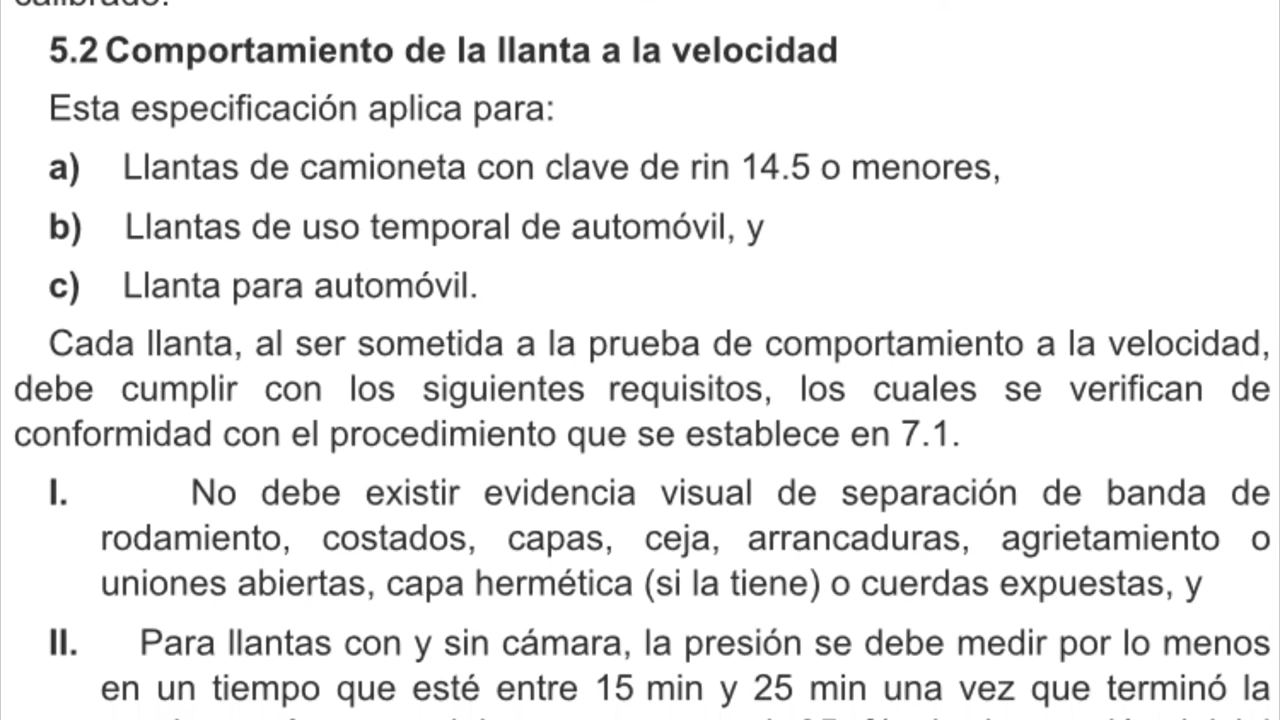 5.2 Comportamiento de la llanta a la velocidad
Esta especificación aplica para:
a) Llantas de camioneta con clave de rin 14.5 o menores,
b) Llantas de uso temporal de automóvil, y
c) Llanta para automóvil.
Cada llanta, al ser sometida a la prueba de comportamiento a la velocidad,
debe cumplir con los siguientes requisitos, los cuales se verifican de
conformidad con el procedimiento que se establece en 7.1.
I. No debe existir evidencia visual de separación de banda de
rodamiento, costados, capas, ceja, arrancaduras, agrietamiento o
uniones abiertas, capa hermética (si la tiene) o cuerdas expuestas, y
II. Para llantas con y sin cámara, la presión se debe medir por lo menos
en un tiempo que esté entre 15 min y 25 min una vez que terminó la